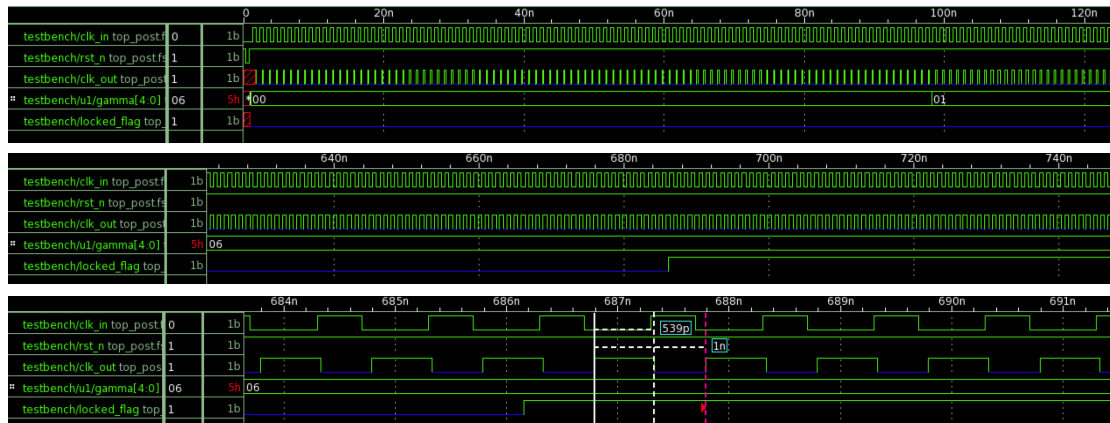 0 20n 40n 60n 80n 100n 120n
testbench/clk_in top_post.f 0 1b
testbench/rst_n top_post.fs 1 1b
testbench/clk_out top_post 1 1b
testbench/u1/gamma[4:0] 06 5h *00 01
testbench/locked_flag top_ 1 1b
640n 660n 680n 700n 720n 740n
testbench/clk_in top_post.f 1b
testbench/rst_n top_post.fs 1b
testbench/clk_out top_post 1b
testbench/u1/gamma[4:0] 5h 06
testbench/locked_flag top_ 1b
684n 685n 686n 687n 688n 689n 690n 691n
testbench/clk_in top_post.f 0 1b 539p
testbench/rst_n top_post.fs 1 1b 1n
testbench/clk_out top_pos 1 1b
testbench/u1/gamma[4:0] 06 5h 06
testbench/locked_flag top_ 1 1b